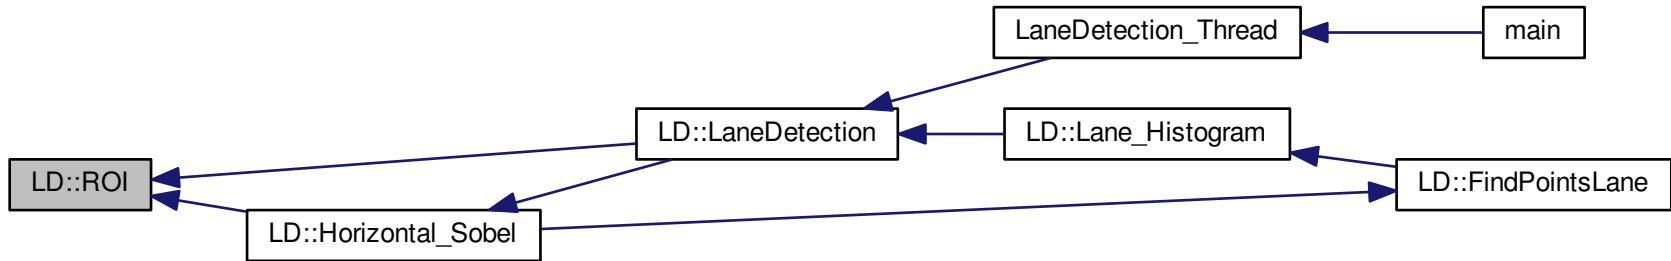 LaneDetection_Thread
main
LD::LaneDetection
LD::Lane_Histogram
LD::ROI
LD::FindPointsLane
LD::Horizontal_Sobel